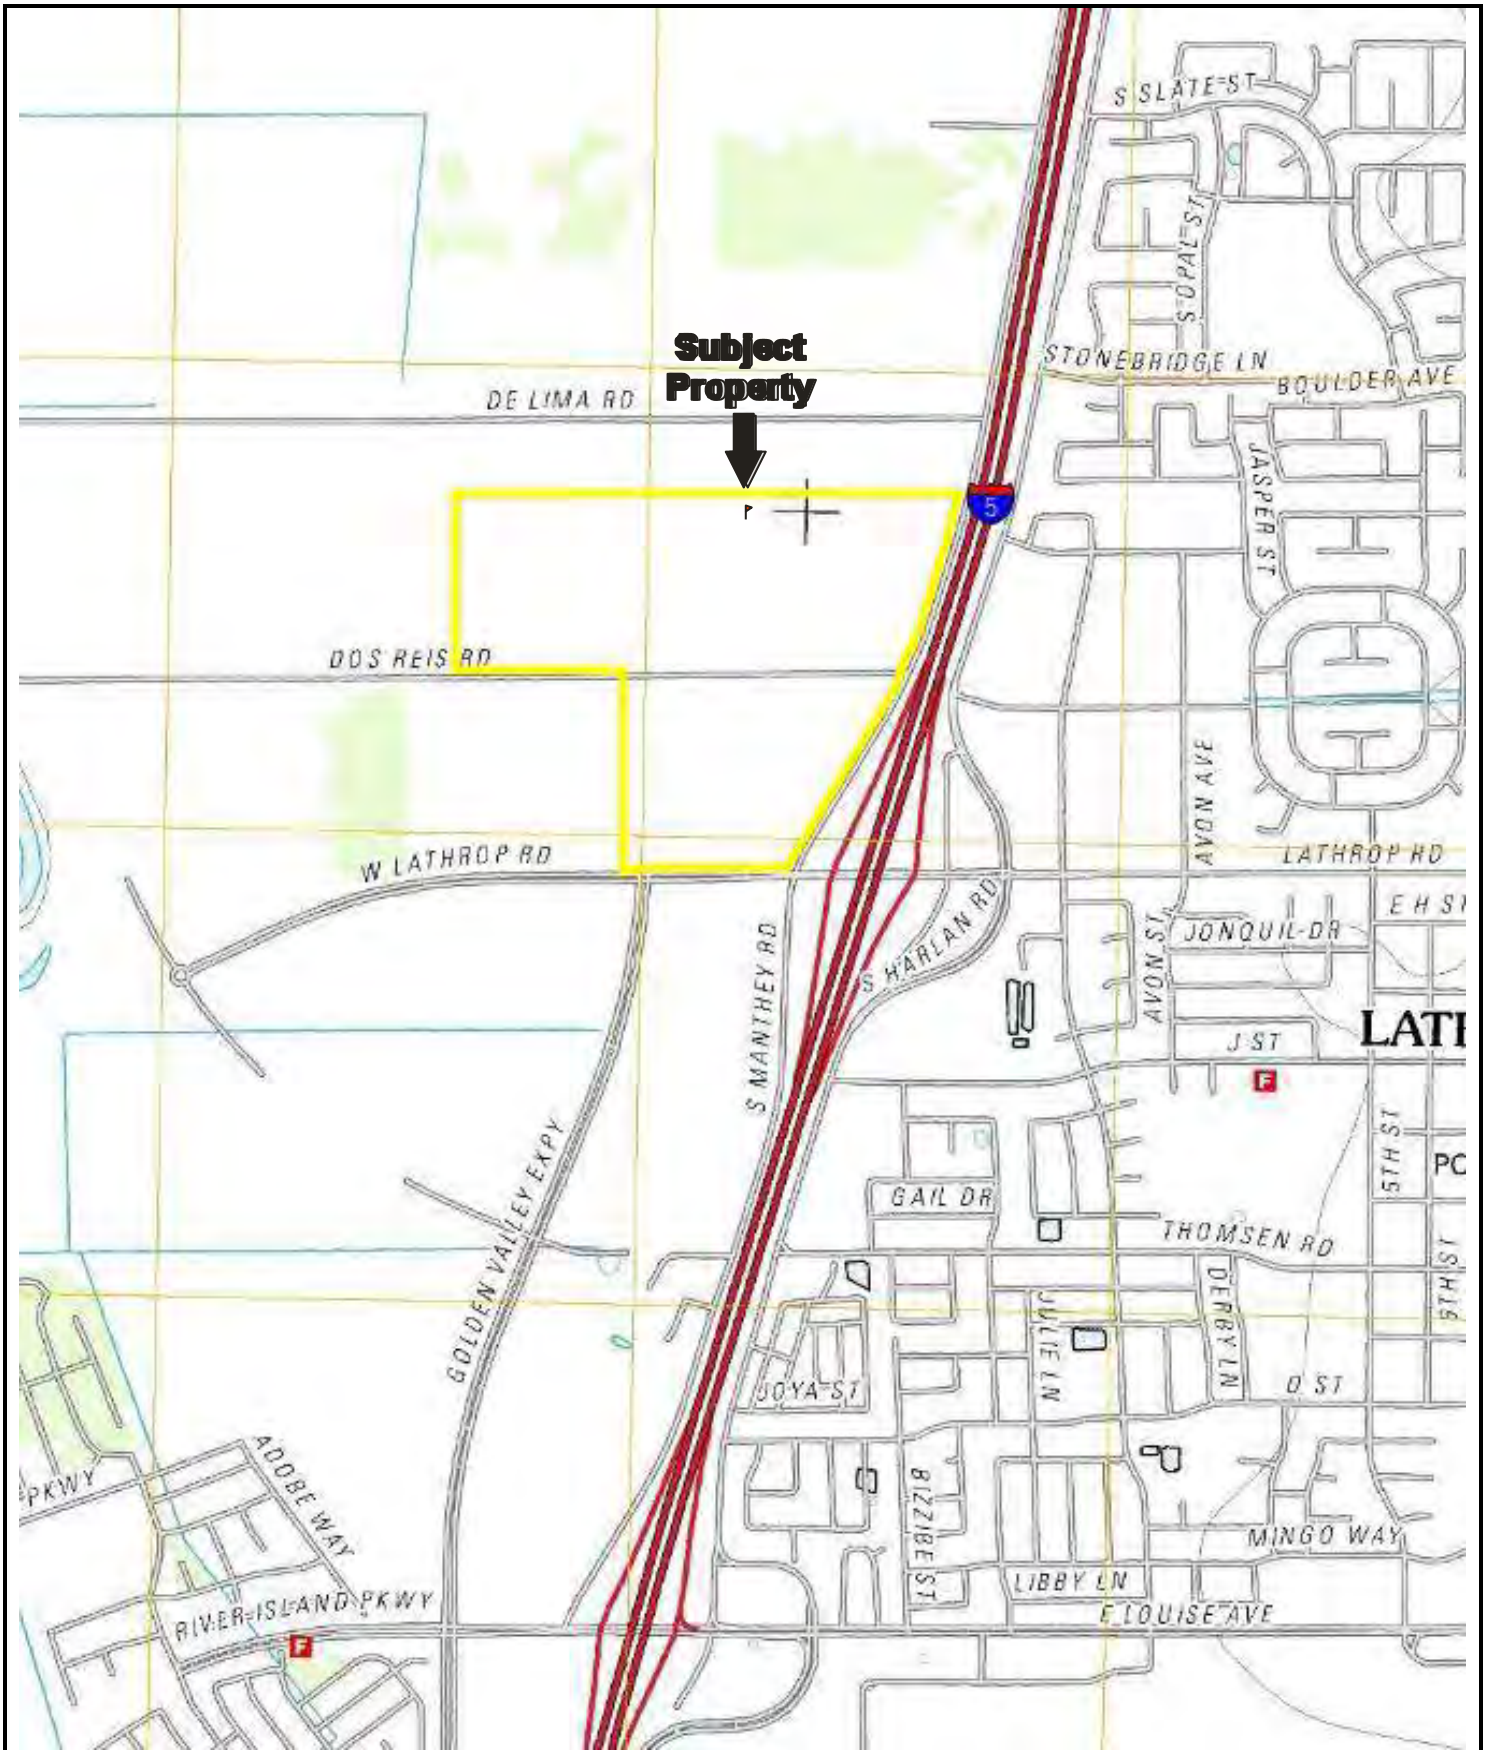 S SLATE ST
S OPAL ST
Subject
Property
STONEBRIDGE LN
BOULDER AVE
DE LIMA RD
JASPER ST
5
DOS REIS RD
AVON AVE
W LATHROP RD
LATHROP RD
E H ST
S HARLAN RD
AVON ST
JONQUIL DR
S MANTHEY RD
LATH
J ST
F
5TH ST
PO
GOLDEN VALLEY EXPY
GAIL DR
THOMSEN RD
5TH ST
JULIE LN
DERBY LN
JOYA ST
O ST
ADOBE WAY
PKWY
BIZZIBE ST
MINGO WAY
LIBBY LN
RIVER ISLAND PKWY
E LOUISE AVE
F